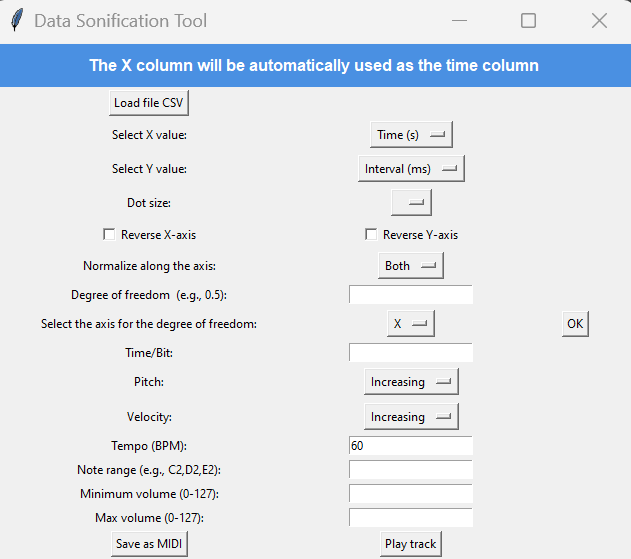 Data Sonification Tool
The X column will be automatically used as the time column
Load file CSV
Select X value: Time (s)
Select Y value: Interval (ms)
Dot size:
Reverse X-axis Reverse Y-axis
Normalize along the axis: Both
Degree of freedom (e.g., 0.5):
Select the axis for the degree of freedom: X OK
Time/Bit:
Pitch: Increasing
Velocity: Increasing
Tempo (BPM): 60
Note range (e.g., C2,D2,E2):
Minimum volume (0-127):
Max volume (0-127):
Save as MIDI Play track